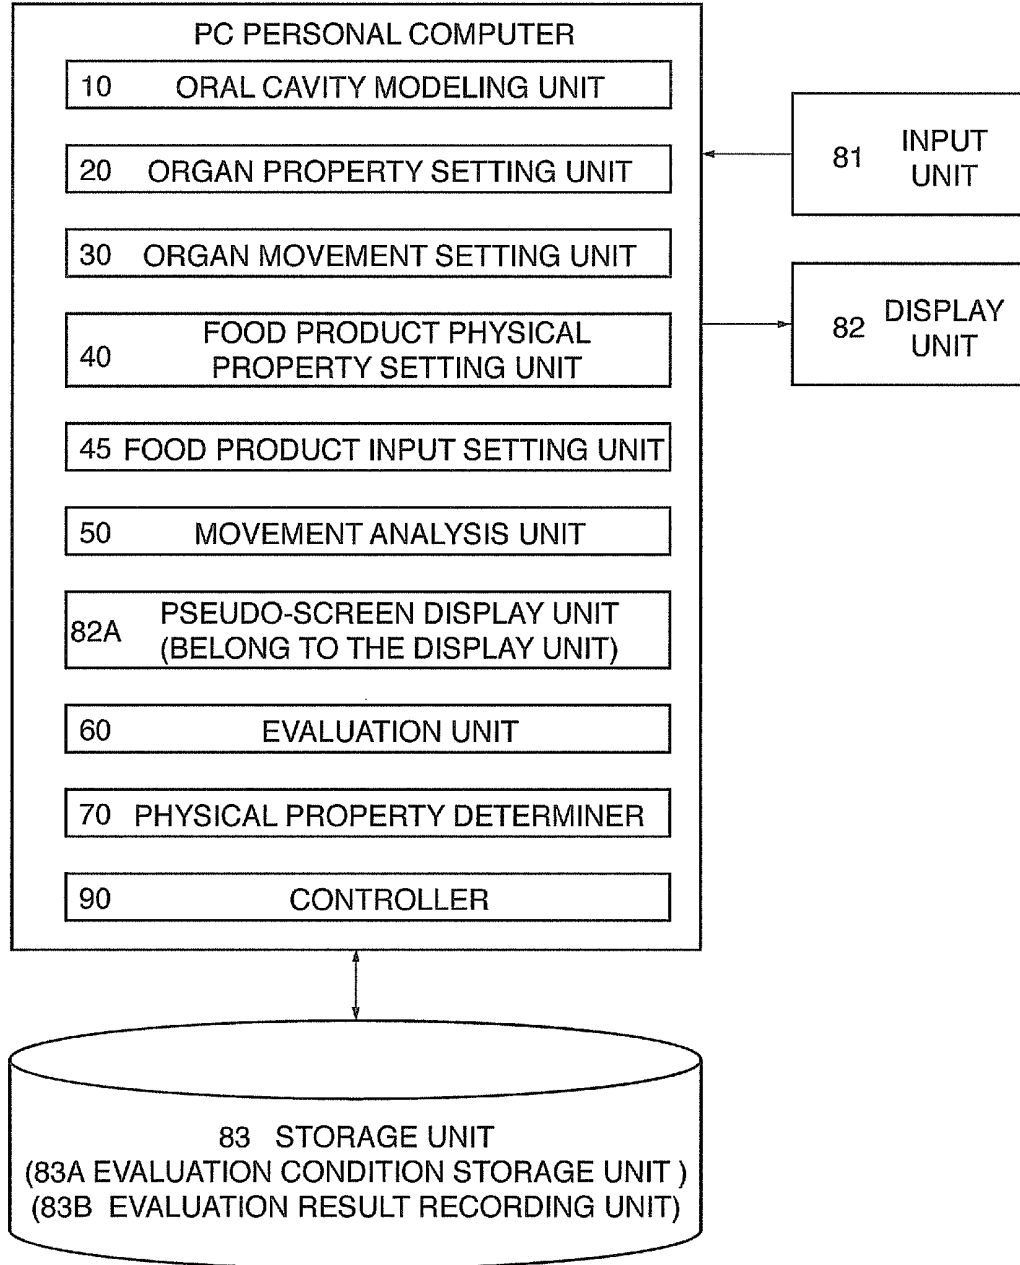 PC PERSONAL COMPUTER
10 ORAL CAVITY MODELING UNIT
20 ORGAN PROPERTY SETTING UNIT
30 ORGAN MOVEMENT SETTING UNIT
40 FOOD PRODUCT PHYSICAL
PROPERTY SETTING UNIT
45 FOOD PRODUCT INPUT SETTING UNIT
50 MOVEMENT ANALYSIS UNIT
82A PSEUDO-SCREEN DISPLAY UNIT
(BELONG TO THE DISPLAY UNIT)
60 EVALUATION UNIT
70 PHYSICAL PROPERTY DETERMINER
90 CONTROLLER
81 INPUT
UNIT
82 DISPLAY
UNIT
83 STORAGE UNIT
(83A EVALUATION CONDITION STORAGE UNIT )
(83B EVALUATION RESULT RECORDING UNIT)